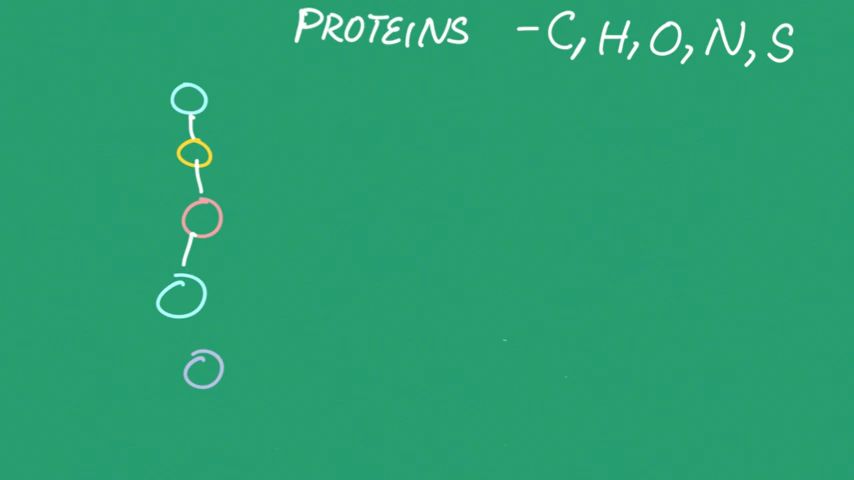 PROTEINS - C, H, O, N, S